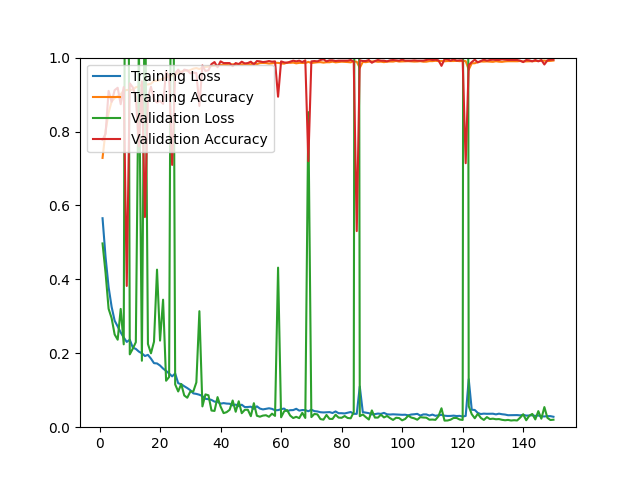 1.0
0.8
0.6
0.4
0.2
0.0
Training Loss
Training Accuracy
Validation Loss
Validation Accuracy
0 20 40 60 80 100 120 140